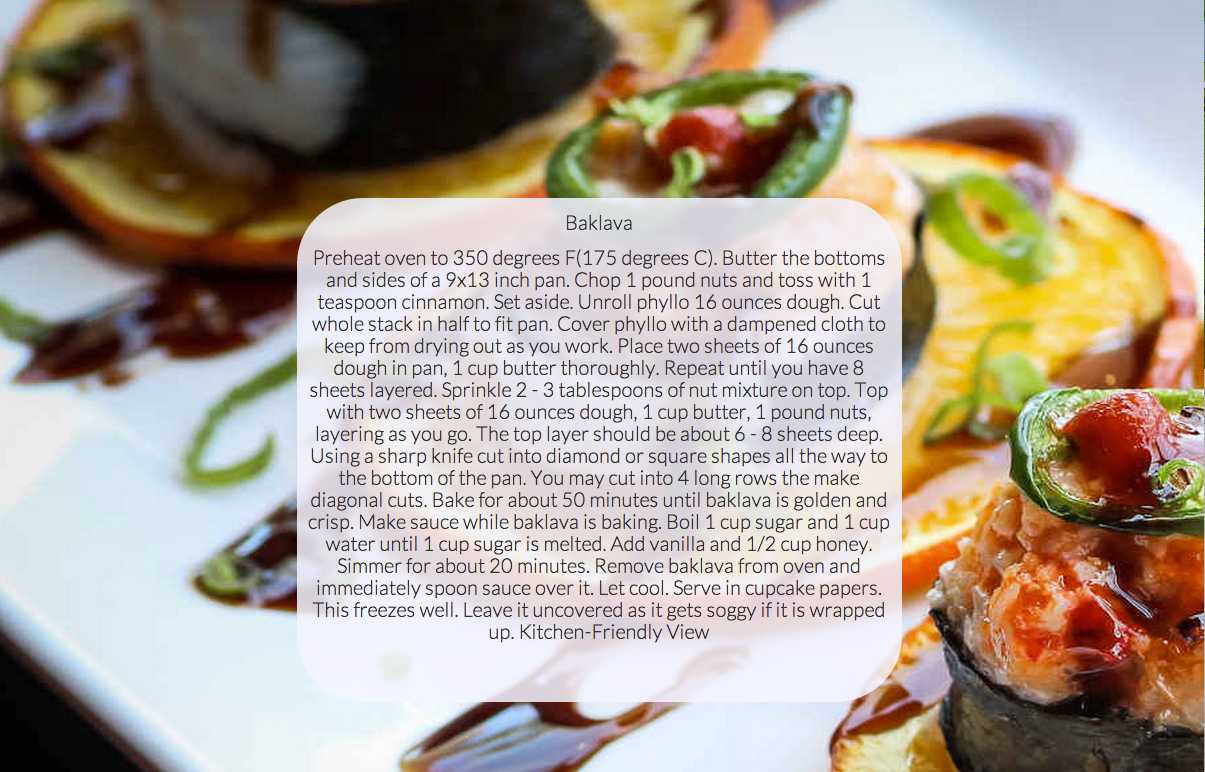 Baklava
Preheat oven to 350 degrees F(175 degrees C). Butter the bottoms
and sides of a 9x13 inch pan. Chop 1 pound nuts and toss with 1
teaspoon cinnamon. Set aside. Unroll phyllo 16 ounces dough. Cut
whole stack in half to fit pan. Cover phyllo with a dampened cloth to
keep from drying out as you work. Place two sheets of 16 ounces
dough in pan, 1 cup butter thoroughly. Repeat until you have 8
sheets layered. Sprinkle 2 - 3 tablespoons of nut mixture on top. Top
with two sheets of 16 ounces dough, 1 cup butter, 1 pound nuts,
layering as you go. The top layer should be about 6 - 8 sheets deep.
Using a sharp knife cut into diamond or square shapes all the way to
the bottom of the pan. You may cut into 4 long rows the make
diagonal cuts. Bake for about 50 minutes until baklava is golden and
crisp. Make sauce while baklava is baking. Boil 1 cup sugar and 1 cup
water until 1 cup sugar is melted. Add vanilla and 1/2 cup honey.
Simmer for about 20 minutes. Remove baklava from oven and
immediately spoon sauce over it. Let cool. Serve in cupcake papers.
This freezes well. Leave it uncovered as it gets soggy if it is wrapped
up. Kitchen-Friendly View